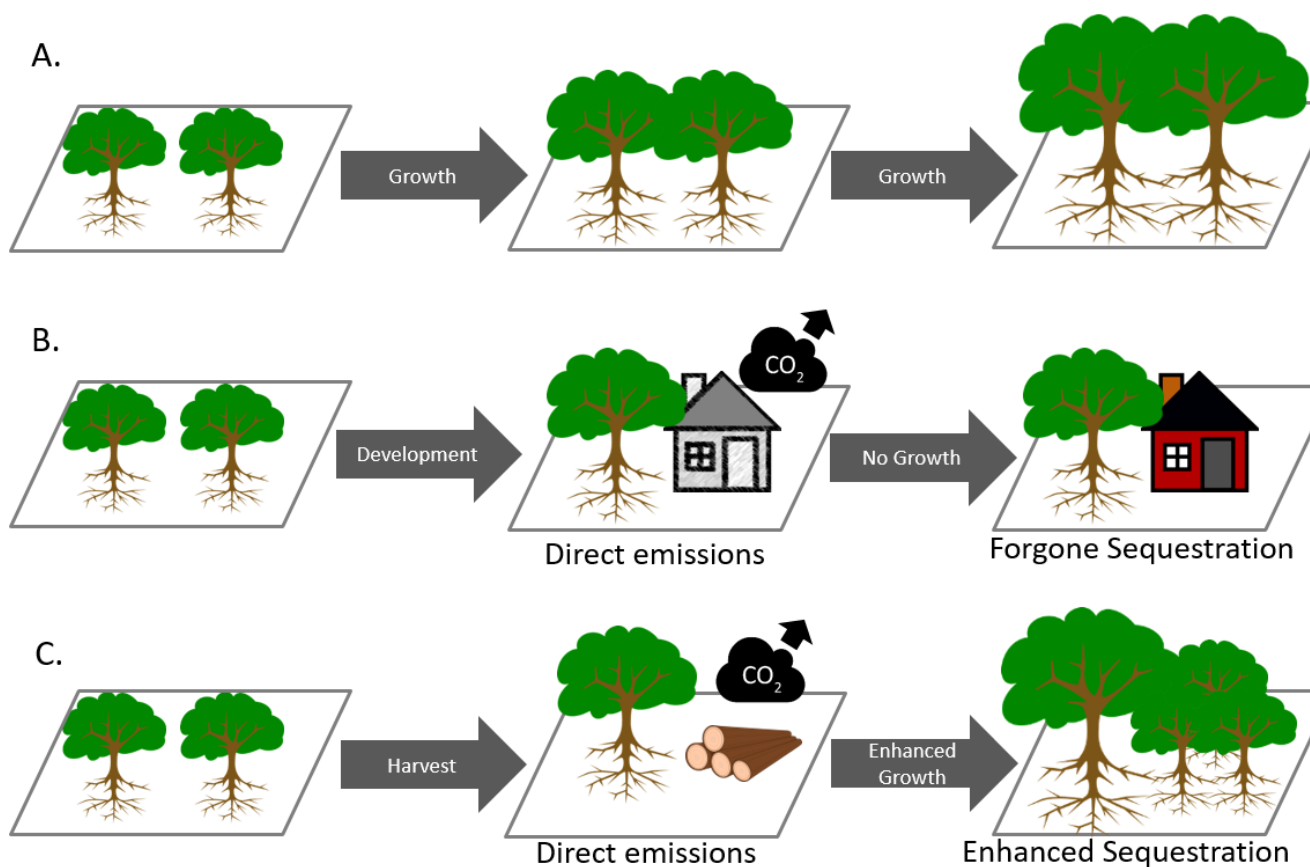 A.
Growth
Growth
B.
CO₂
Development
No Growth
Direct emissions
Forgone Sequestration
C.
CO₂
Harvest
Enhanced
Growth
Direct emissions
Enhanced Sequestration